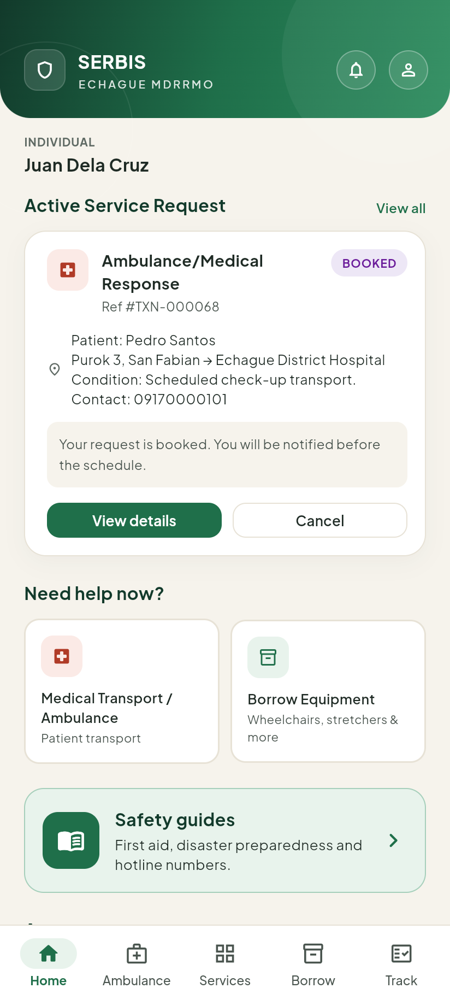 SERBIS
ECHAGUE MDRRMO
INDIVIDUAL
Juan Dela Cruz
Active Service Request
View all
Ambulance/Medical
Response
BOOKED
Ref #TXN-000068
Patient: Pedro Santos
Purok 3, San Fabian → Echague District Hospital
Condition: Scheduled check-up transport.
Contact: 09170000101
Your request is booked. You will be notified before
the schedule.
View details
Cancel
Need help now?
Medical Transport /
Ambulance
Patient transport
Borrow Equipment
Wheelchairs, stretchers &
more
Safety guides
First aid, disaster preparedness and
hotline numbers.
Home
Ambulance
Services
Borrow
Track